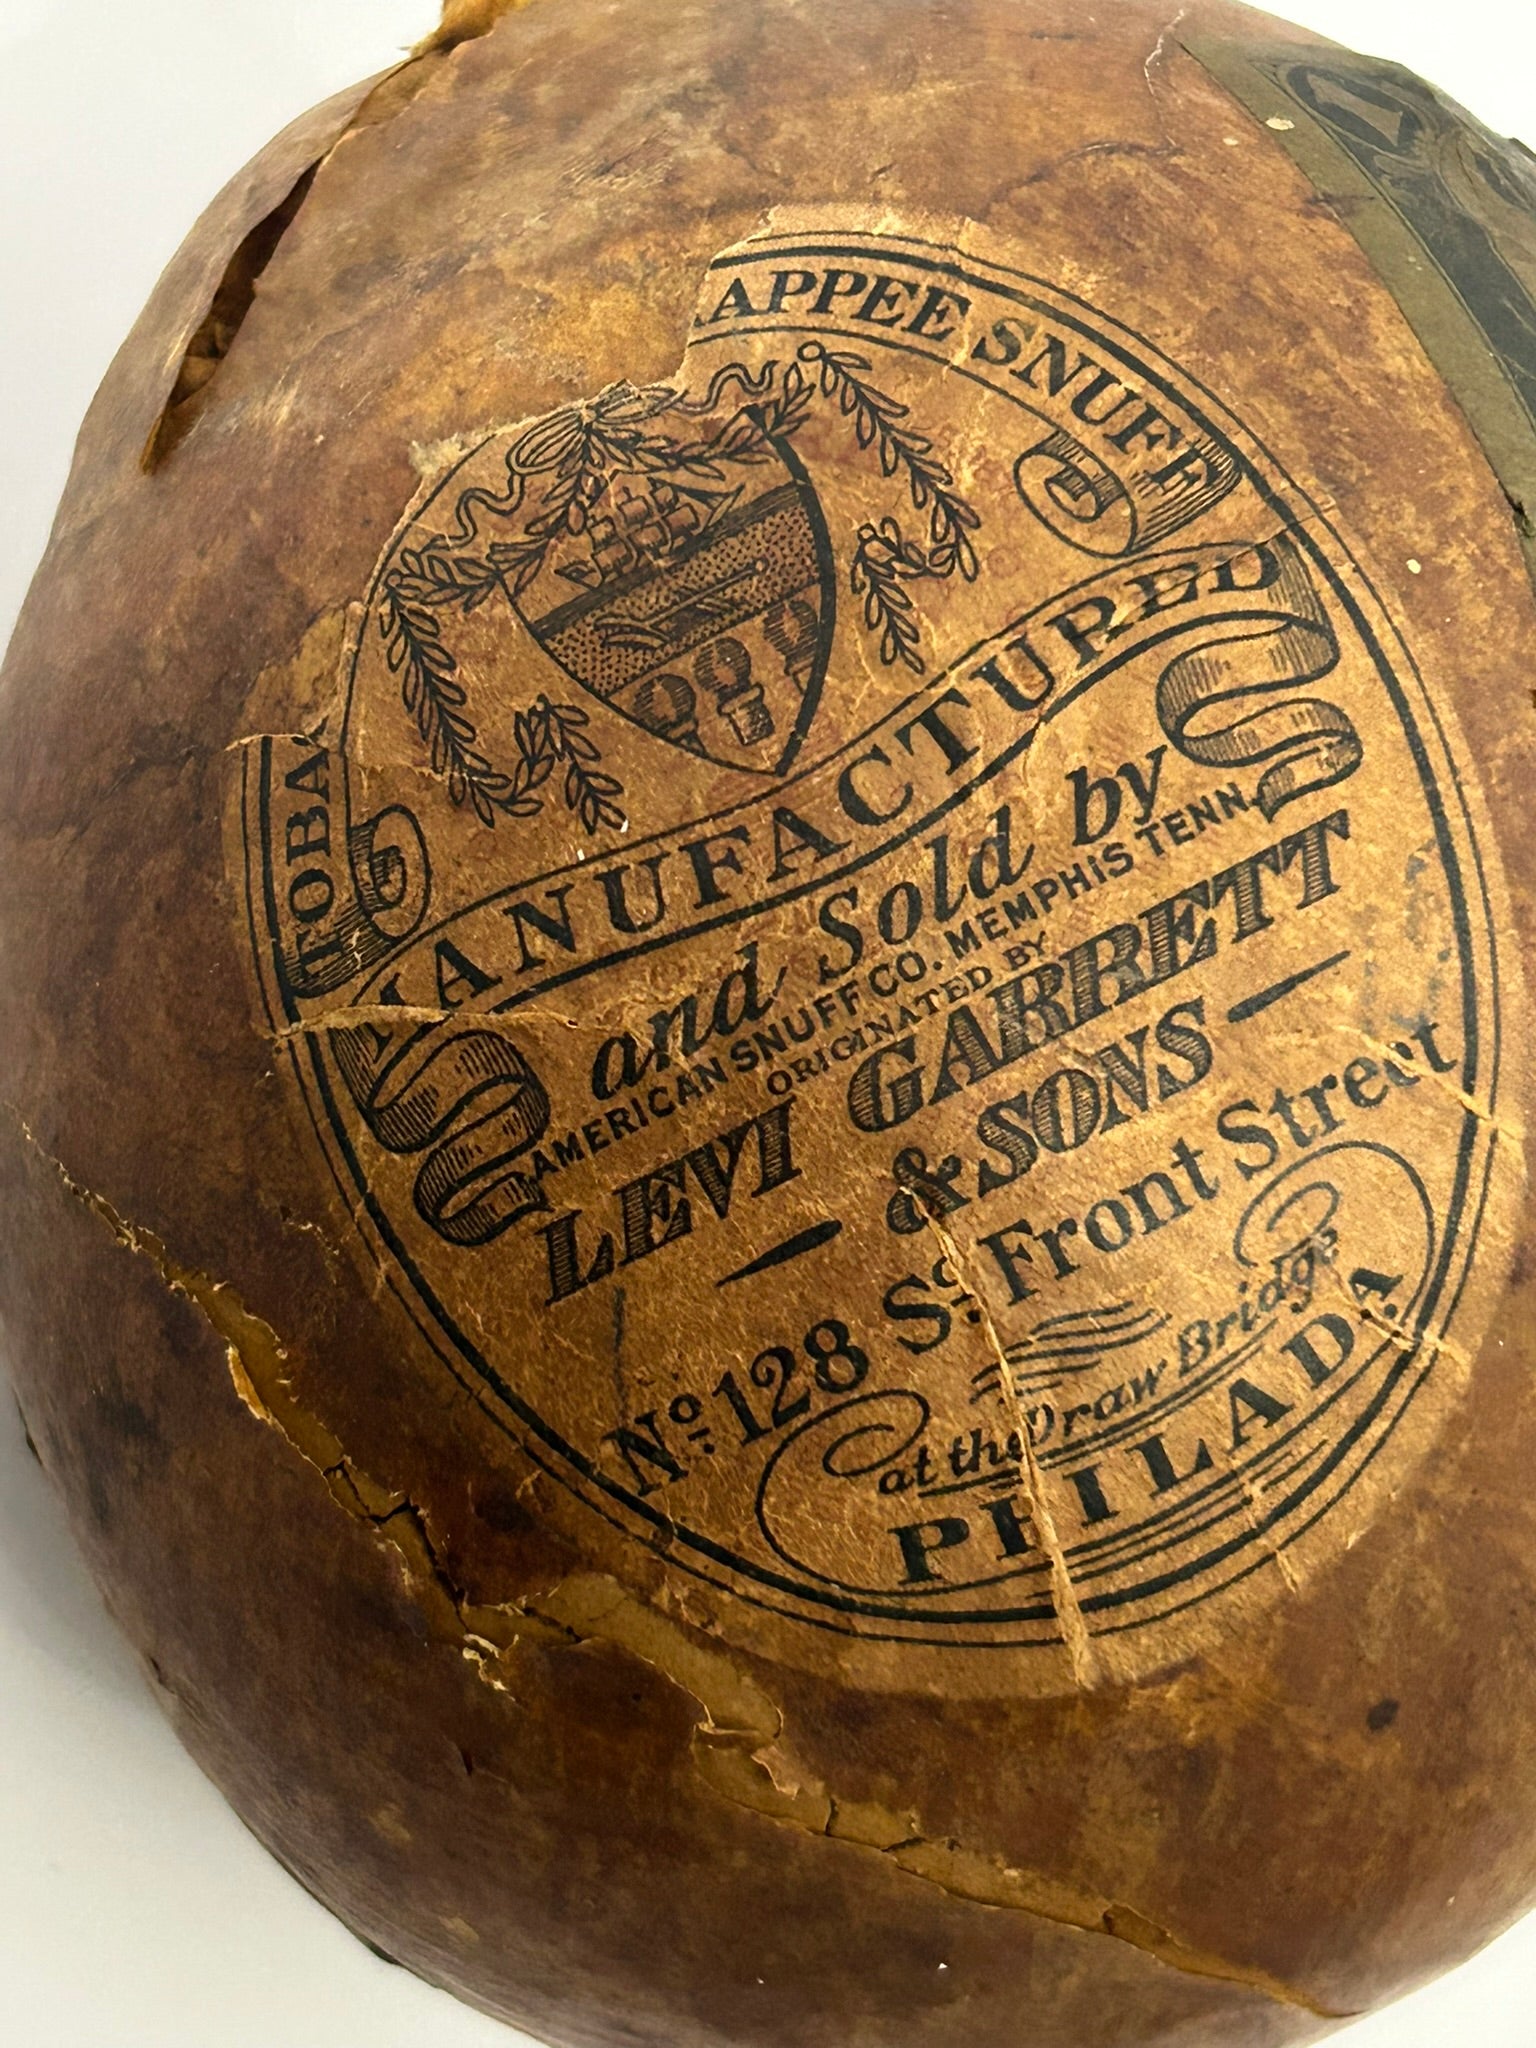 TOBA
APPEE SNUFF
MANUFACTURED
and Sold by
AMERICAN SNUFF CO. MEMPHIS TENN.
ORIGINATED BY
LEVI GARRETT
& SONS
No. 128 So. Front Street
at the Draw Bridge
PHILADA.